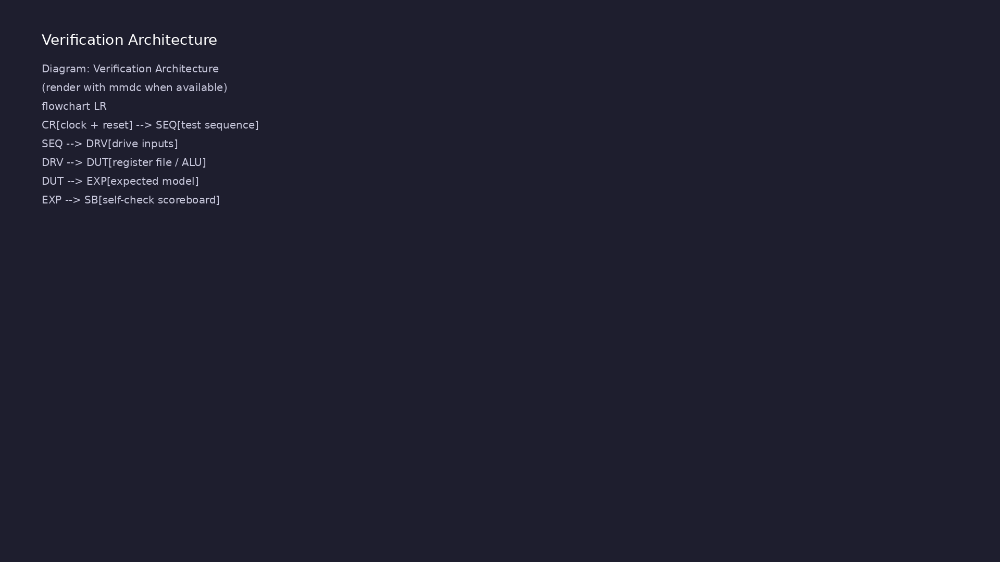 Verification Architecture
Diagram: Verification Architecture
(render with mmdc when available)
flowchart LR
CR[clock + reset] --> SEQ[test sequence]
SEQ --> DRV[drive inputs]
DRV --> DUT[register file / ALU]
DUT --> EXP[expected model]
EXP --> SB[self-check scoreboard]